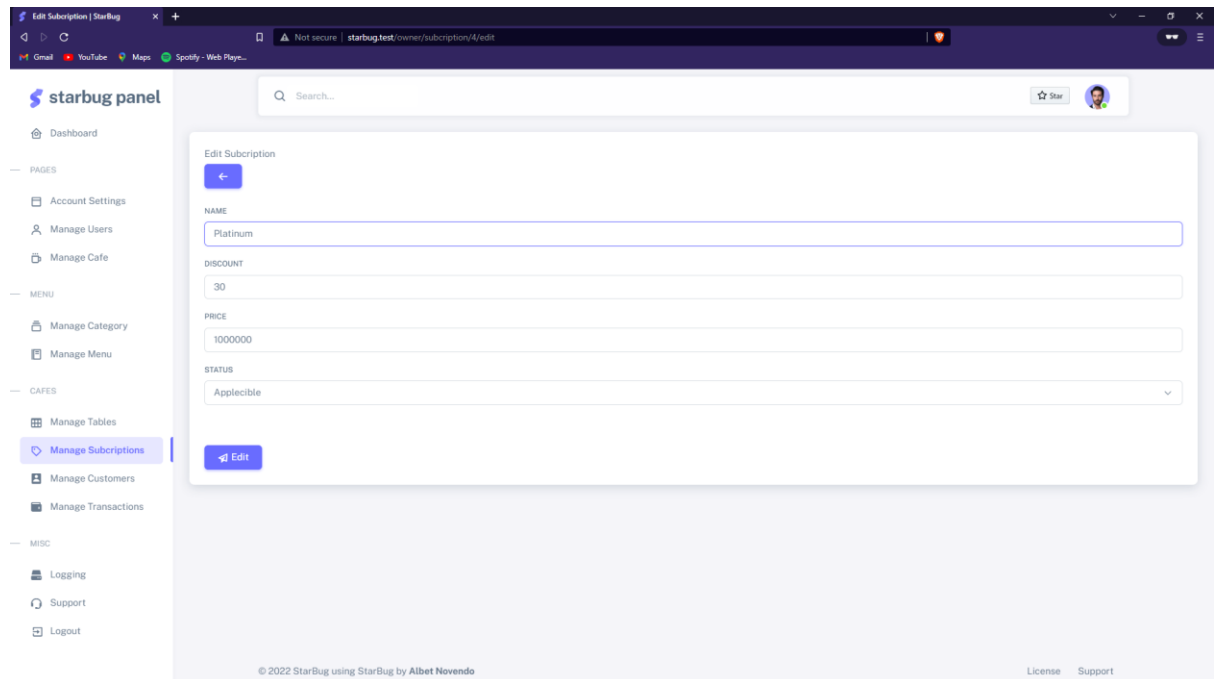 Edit Subcription | StarBug
Not secure | starbug.test/owner/subcription/4/edit
Gmail YouTube Maps Spotify - Web Playe...
starbug panel
Search...
Star
Dashboard
PAGES
Account Settings
Manage Users
Manage Cafe
MENU
Manage Category
Manage Menu
CAFES
Manage Tables
Manage Subcriptions
Manage Customers
Manage Transactions
MISC
Logging
Support
Logout
Edit Subcription
NAME
Platinum
DISCOUNT
30
PRICE
1000000
STATUS
Applecible
Edit
© 2022 StarBug using StarBug by Albet Novendo
License Support